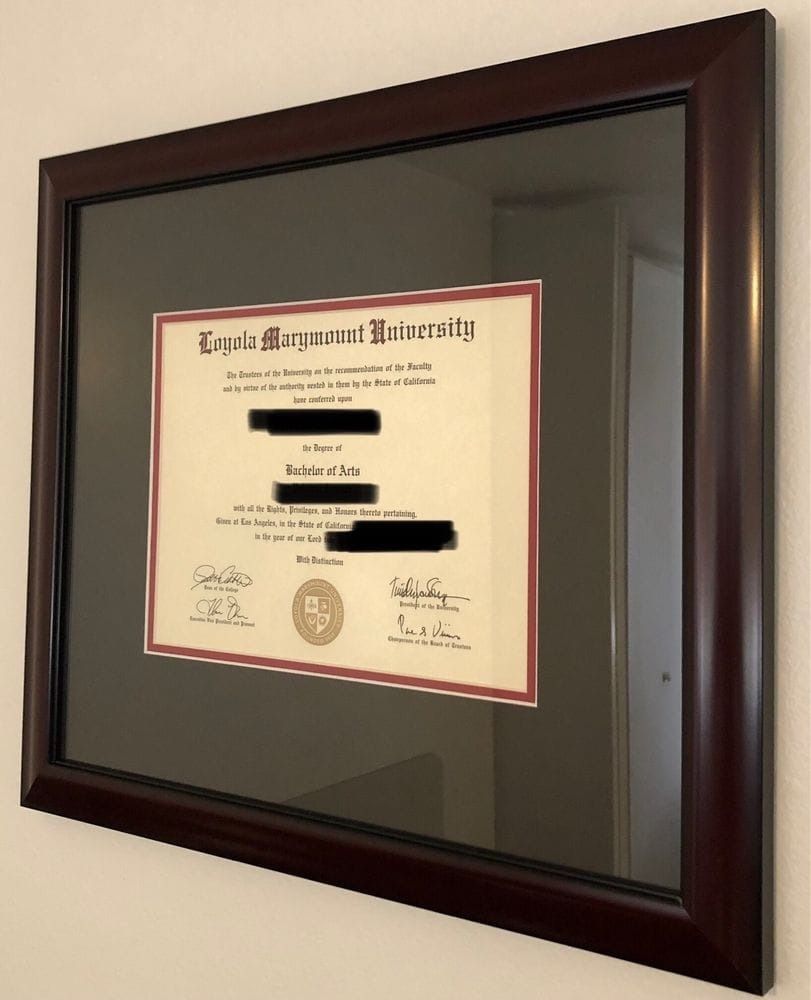 Loyola Marymount University
The Trustees of the University on the recommendation of the Faculty
and by virtue of the authority vested in them by the State of California
have conferred upon
the Degree of
Bachelor of Arts
with all the Rights, Privileges, and Honors thereto pertaining.
Given at Los Angeles, in the State of California
in the year of our Lord
With Distinction
Dean of the College
President of the University
Executive Vice President and Provost
Chairperson of the Board of Trustees